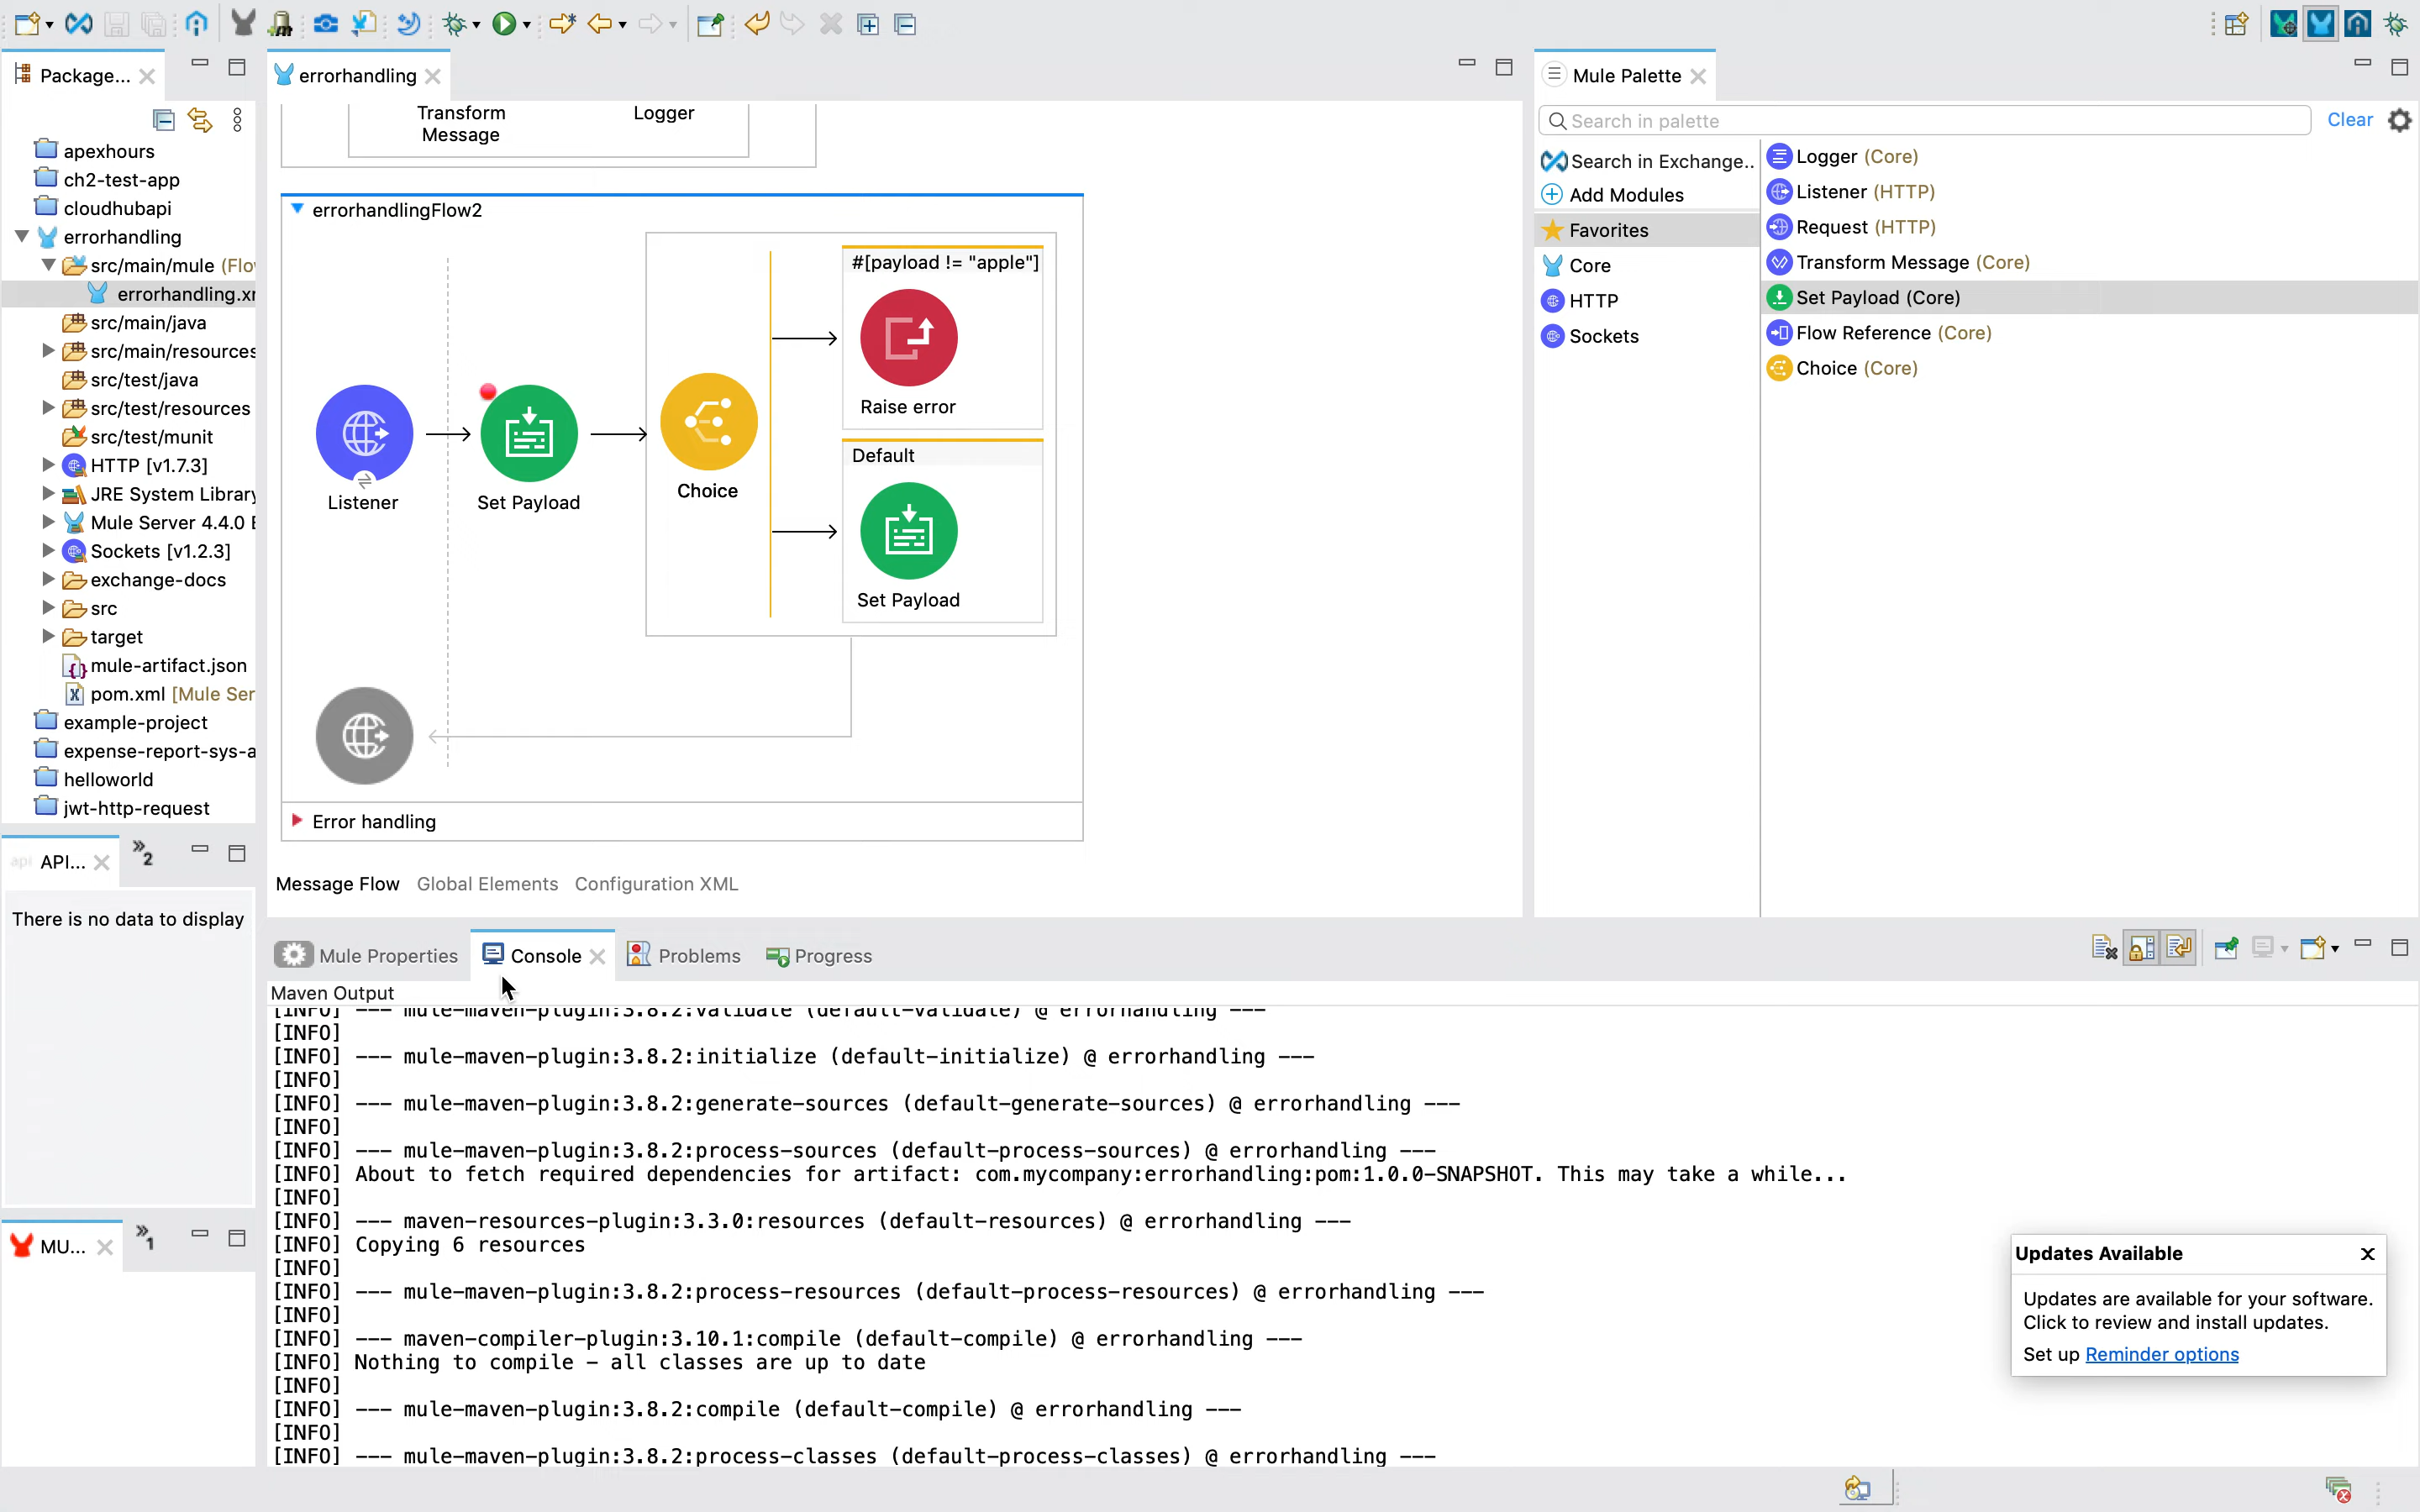 Package...
errorhandling
Mule Palette
Transform
Message
Logger
Search in palette
Clear
apexhours
ch2-test-app
cloudhubapi
errorhandling
src/main/mule (Flo
errorhandling.x
src/main/java
src/main/resources
src/test/java
src/test/resources
src/test/munit
HTTP [v1.7.3]
JRE System Library
Mule Server 4.4.0 E
Sockets [v1.2.3]
exchange-docs
src
target
mule-artifact.json
pom.xml [Mule Ser
example-project
expense-report-sys-a
helloworld
jwt-http-request
errorhandlingFlow2
#[payload != "apple"]
Raise error
Default
Listener
Set Payload
Choice
Set Payload
Error handling
Message Flow Global Elements Configuration XML
Search in Exchange..
Add Modules
Favorites
Core
HTTP
Sockets
Logger (Core)
Listener (HTTP)
Request (HTTP)
Transform Message (Core)
Set Payload (Core)
Flow Reference (Core)
Choice (Core)
api API...
»2
There is no data to display
MU...
»1
Mule Properties Console Problems Progress
Maven Output
[INFO] --- mule-maven-plugin:3.8.2:validate (default-validate) @ errorhandling ---
[INFO]
[INFO] --- mule-maven-plugin:3.8.2:initialize (default-initialize) @ errorhandling ---
[INFO]
[INFO] --- mule-maven-plugin:3.8.2:generate-sources (default-generate-sources) @ errorhandling ---
[INFO]
[INFO] --- mule-maven-plugin:3.8.2:process-sources (default-process-sources) @ errorhandling ---
[INFO] About to fetch required dependencies for artifact: com.mycompany:errorhandling:pom:1.0.0-SNAPSHOT. This may take a while...
[INFO]
[INFO] --- maven-resources-plugin:3.3.0:resources (default-resources) @ errorhandling ---
[INFO] Copying 6 resources
[INFO]
[INFO] --- mule-maven-plugin:3.8.2:process-resources (default-process-resources) @ errorhandling ---
[INFO]
[INFO] --- maven-compiler-plugin:3.10.1:compile (default-compile) @ errorhandling ---
[INFO] Nothing to compile - all classes are up to date
[INFO]
[INFO] --- mule-maven-plugin:3.8.2:compile (default-compile) @ errorhandling ---
[INFO]
[INFO] --- mule-maven-plugin:3.8.2:process-classes (default-process-classes) @ errorhandling ---
Updates Available
Updates are available for your software.
Click to review and install updates.
Set up Reminder options